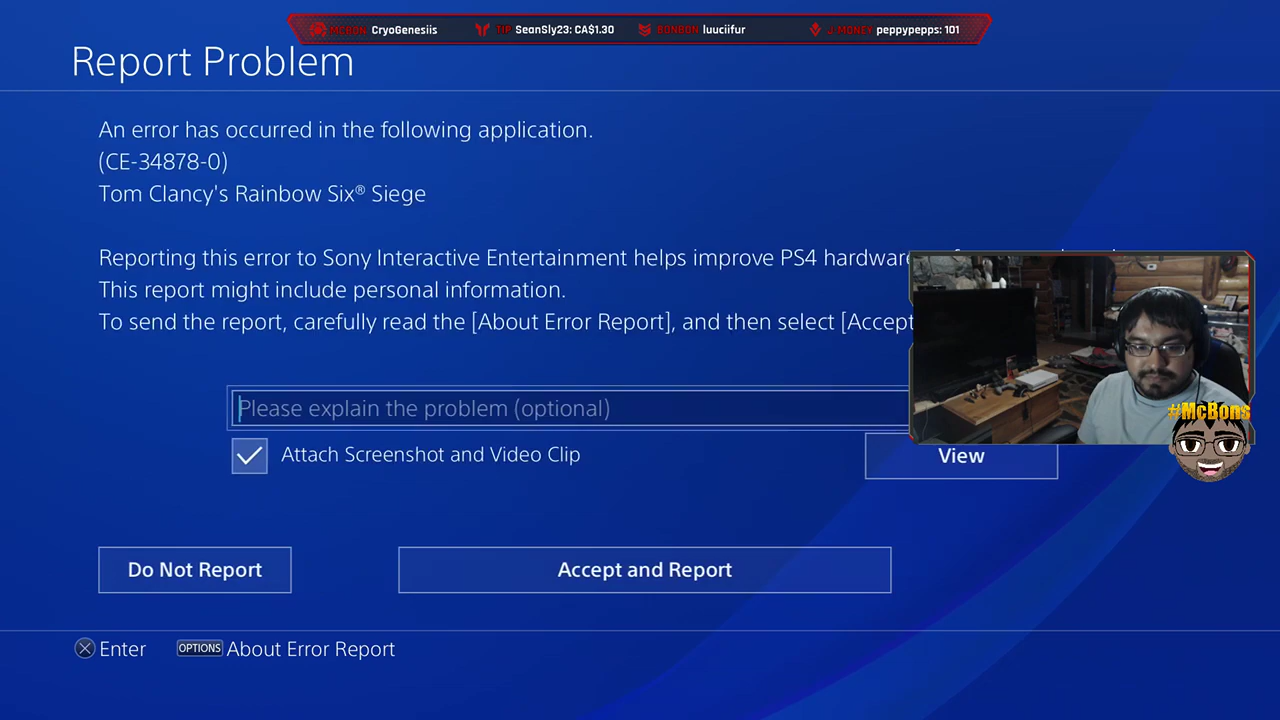 MCBON CryoGenesiis TIP SeanSly23: CA$1.30 BONBON luuciifur J-MONEY peppypepps: 101
Report Problem
An error has occurred in the following application.
(CE-34878-0)
Tom Clancy's Rainbow Six® Siege
Reporting this error to Sony Interactive Entertainment helps improve PS4 hardware
This report might include personal information.
To send the report, carefully read the [About Error Report], and then select [Accept
Please explain the problem (optional)
Attach Screenshot and Video Clip
View
#McBons
Do Not Report
Accept and Report
Enter OPTIONS About Error Report